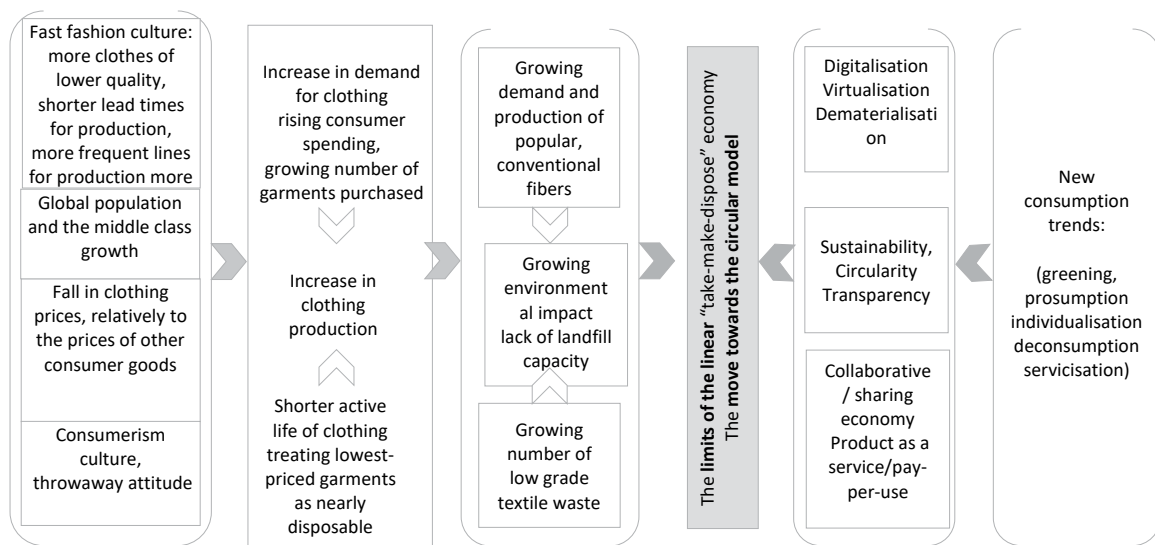 Fast fashion culture:
more clothes of
lower quality,
shorter lead times
for production,
more frequent lines
for production more
Global population
and the middle class
growth
Fall in clothing
prices, relatively to
the prices of other
consumer goods
Consumerism
culture,
throwaway attitude
Increase in demand
for clothing
rising consumer
spending,
growing number of
garments purchased
Increase in
clothing
production
Shorter active
life of clothing
treating lowest-
priced garments
as nearly
disposable
Growing
demand and
production of
popular,
conventional
fibers
Growing
environment
al impact
lack of landfill
capacity
Growing
number of
low grade
textile waste
The limits of the linear “take-make-dispose” economy
The move towards the circular model
Digitalisation
Virtualisation
Dematerialisati
on
Sustainability,
Circularity
Transparency
Collaborative
/ sharing
economy
Product as a
service/pay-
per-use
New
consumption
trends:
(greening,
prosumption
individualisation
deconsumption
servicisation)